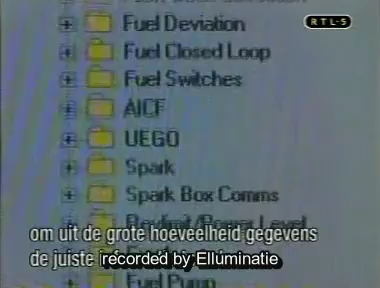 RTL-5
Fuel Deviation
Fuel Closed Loop
Fuel Switches
AICF
UEGO
Spark
Spark Box Comms
Level
om uit de grote hoeveelheid gegevens
de juiste
recorded by Elluminatie
Fuel Pump